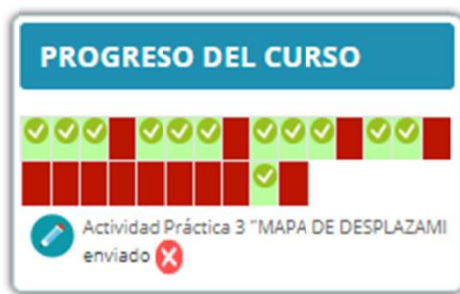 PROGRESO DEL CURSO
Actividad Práctica 3 "MAPA DE DESPLAZAMI
enviado